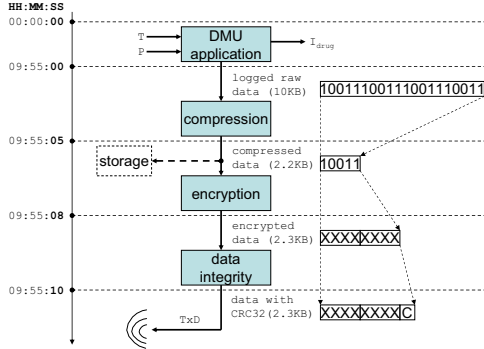 HH:MM:SS
00:00:00
T
P
DMU
application
I_drug
09:55:00
logged raw
data (10KB)
10011100111001110011
compression
09:55:05
storage
compressed
data (2.2KB)
10011
encryption
09:55:08
encrypted
data (2.3KB)
XXXXXXXX
data
integrity
09:55:10
data with
CRC32(2.3KB)
XXXXXXXXC
TxD